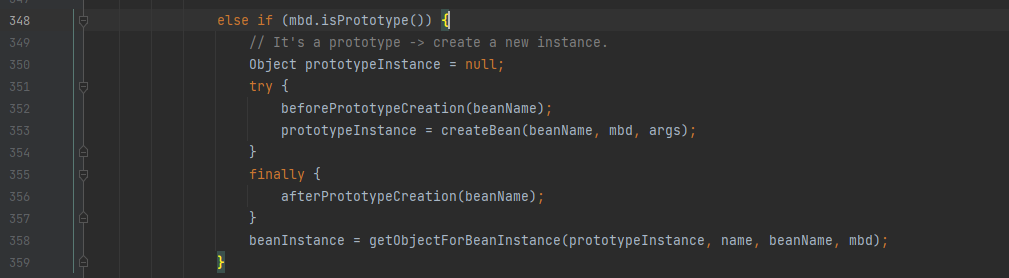 348 else if (mbd.isPrototype()) {
349 // It's a prototype -> create a new instance.
350 Object prototypeInstance = null;
351 try {
352 beforePrototypeCreation(beanName);
353 prototypeInstance = createBean(beanName, mbd, args);
354 }
355 finally {
356 afterPrototypeCreation(beanName);
357 }
358 beanInstance = getObjectForBeanInstance(prototypeInstance, name, beanName, mbd);
359 }